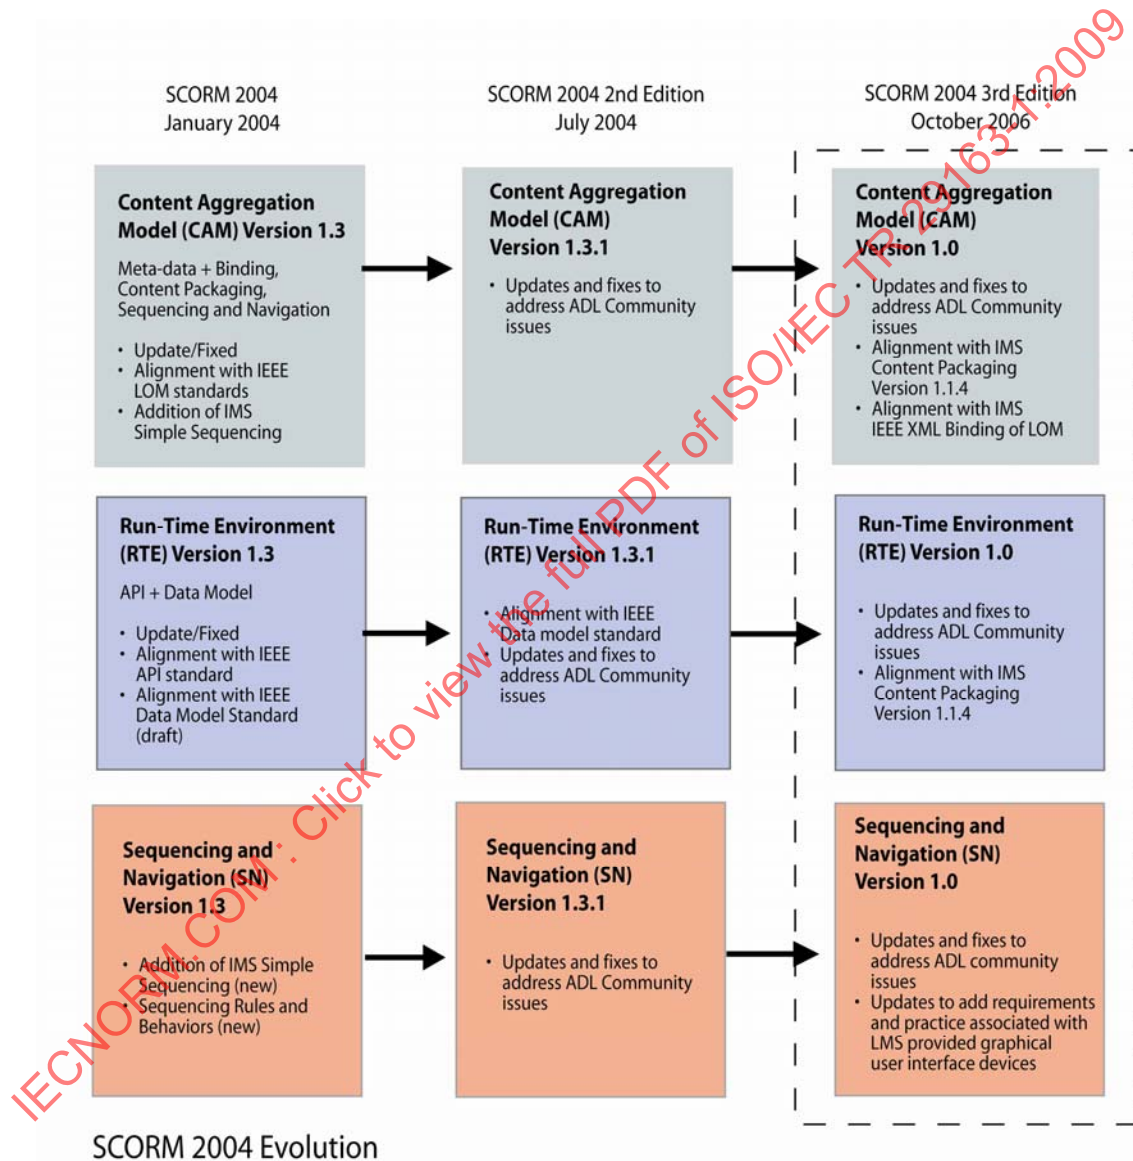 SCORM 2004
January 2004
SCORM 2004 2nd Edition
July 2004
SCORM 2004 3rd Edition
October 2006
Content Aggregation
Model (CAM) Version 1.3
Meta-data + Binding,
Content Packaging,
Sequencing and Navigation
• Update/Fixed
• Alignment with IEEE
LOM standards
• Addition of IMS
Simple Sequencing
Content Aggregation
Model (CAM)
Version 1.3.1
• Updates and fixes to
address ADL Community
issues
Content Aggregation
Model (CAM)
Version 1.0
• Updates and fixes to
address ADL Community
issues
• Alignment with IMS
Content Packaging
Version 1.1.4
• Alignment with IMS
IEEE XML Binding of LOM
Run-Time Environment
(RTE) Version 1.3
API + Data Model
• Update/Fixed
• Alignment with IEEE
API standard
• Alignment with IEEE
Data Model Standard
(draft)
Run-Time Environment
(RTE) Version 1.3.1
• Alignment with IEEE
Data model standard
• Updates and fixes to
address ADL Community
issues
Run-Time Environment
(RTE) Version 1.0
• Updates and fixes to
address ADL Community
issues
• Alignment with IMS
Content Packaging
Version 1.1.4
Sequencing and
Navigation (SN)
Version 1.3
• Addition of IMS Simple
Sequencing (new)
• Sequencing Rules and
Behaviors (new)
Sequencing and
Navigation (SN)
Version 1.3.1
• Updates and fixes to
address ADL Community
issues
Sequencing and
Navigation (SN)
Version 1.0
• Updates and fixes to
address ADL community
issues
• Updates to add requirements
and practice associated with
LMS provided graphical
user interface devices
SCORM 2004 Evolution
IECNORM.COM : Click to view the full PDF of ISO/IEC TR 29163-1:2009